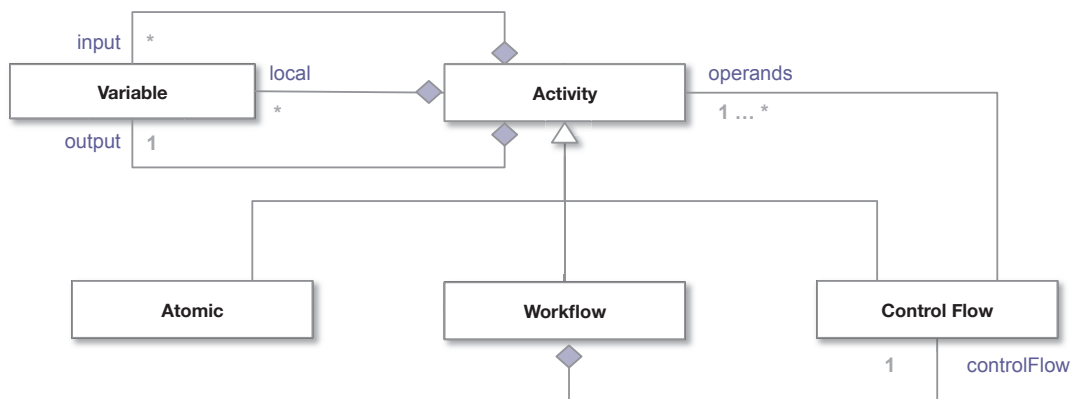 input *
local
operands
Variable
Activity
*
1 ... *
output 1
Atomic
Workflow
Control Flow
1 controlFlow